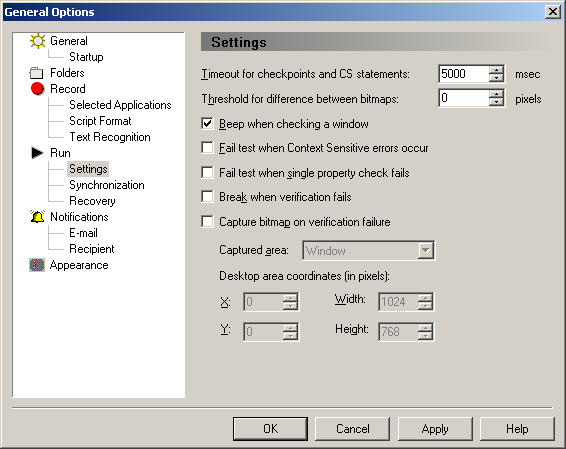 General Options
General
Startup
Folders
Record
Selected Applications
Script Format
Text Recognition
Run
Settings
Synchronization
Recovery
Notifications
E-mail
Recipient
Appearance
Settings
Timeout for checkpoints and CS statements: 5000 msec
Threshold for difference between bitmaps: 0 pixels
Beep when checking a window
Fail test when Context Sensitive errors occur
Fail test when single property check fails
Break when verification fails
Capture bitmap on verification failure
Captured area: Window
Desktop area coordinates (in pixels):
X: 0 Width: 1024
Y: 0 Height: 768
OK Cancel Apply Help